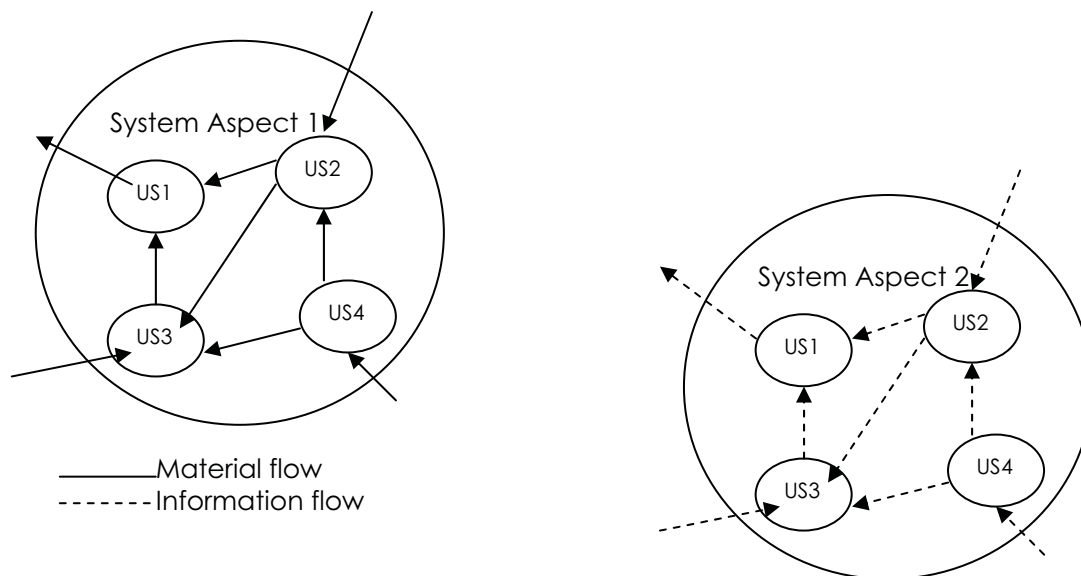 System Aspect 1
US2
US1
US4
US3
Material flow
Information flow
System Aspect 2
US2
US1
US4
US3